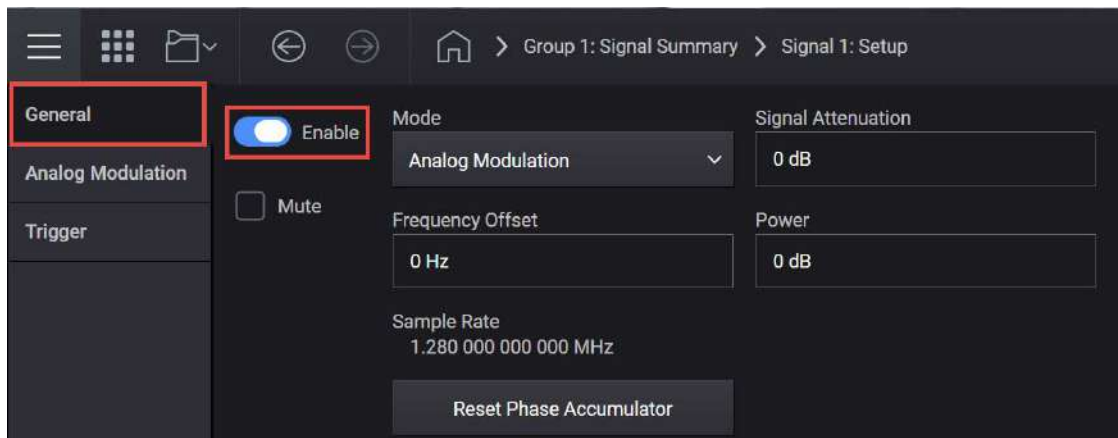 Group 1: Signal Summary > Signal 1: Setup
General
Analog Modulation
Trigger
Enable
Mute
Mode
Analog Modulation
Signal Attenuation
0 dB
Frequency Offset
0 Hz
Power
0 dB
Sample Rate
1.280 000 000 000 MHz
Reset Phase Accumulator